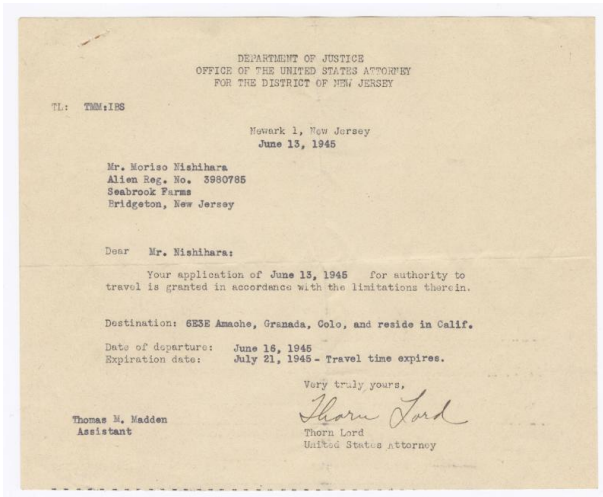 DEPARTMENT OF JUSTICE
OFFICE OF THE UNITED STATES ATTORNEY
FOR THE DISTRICT OF NEW JERSEY
TL: TMM:IBS
Newark 1, New Jersey
June 13, 1945
Mr. Moriso Nishihara
Alien Reg. No. 3980785
Seabrook Farms
Bridgeton, New Jersey
Dear Mr. Nishihara:
Your application of June 13, 1945 for authority to
travel is granted in accordance with the limitations therein.
Destination: 6E3E Amache, Granada, Colo, and reside in Calif.
Date of departure: June 16, 1945
Expiration date: July 21, 1945 - Travel time expires.
Very truly yours,
Thorn Lord
Thomas M. Madden
Assistant
Thorn Lord
United States Attorney